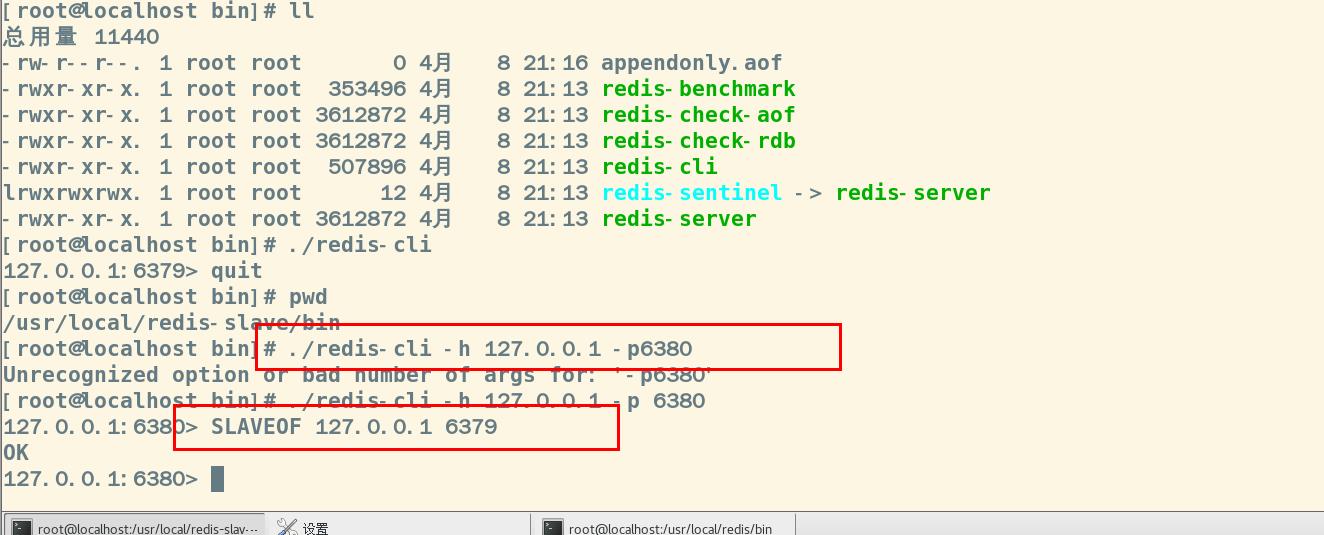 [root@localhost bin]# ll
总用量 11440
-rw-r--r--. 1 root root 0 4月 8 21:16 appendonly.aof
-rwxr-xr-x. 1 root root 353496 4月 8 21:13 redis-benchmark
-rwxr-xr-x. 1 root root 3612872 4月 8 21:13 redis-check-aof
-rwxr-xr-x. 1 root root 3612872 4月 8 21:13 redis-check-rdb
-rwxr-xr-x. 1 root root 507896 4月 8 21:13 redis-cli
lrwxrwxrwx. 1 root root 12 4月 8 21:13 redis-sentinel -> redis-server
-rwxr-xr-x. 1 root root 3612872 4月 8 21:13 redis-server
[root@localhost bin]# ./redis-cli
127.0.0.1:6379> quit
[root@localhost bin]# pwd
/usr/local/redis-slave/bin
[root@localhost bin]# ./redis-cli -h 127.0.0.1 -p6380
Unrecognized option or bad number of args for: '-p6380'
[root@localhost bin]# ./redis-cli -h 127.0.0.1 -p 6380
127.0.0.1:6380> SLAVEOF 127.0.0.1 6379
OK
127.0.0.1:6380>
root@localhost:/usr/local/redis-slav··· 设置 root@localhost:/usr/local/redis/bin